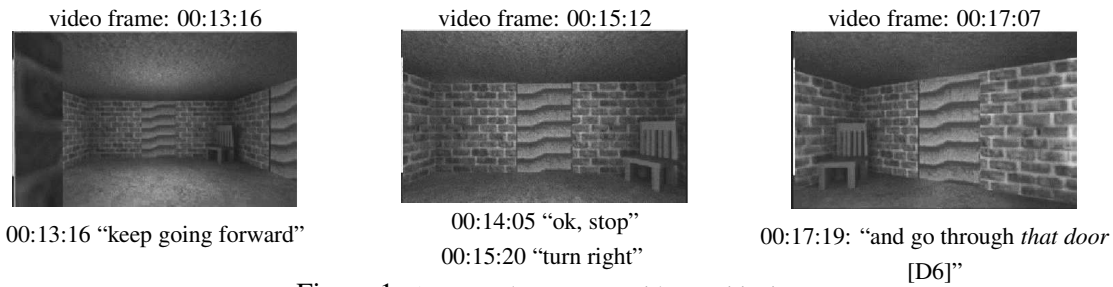 video frame: 00:13:16
video frame: 00:15:12
video frame: 00:17:07
00:13:16 “keep going forward”
00:14:05 “ok, stop”
00:15:20 “turn right”
00:17:19: “and go through that door
[D6]”
Figure 1